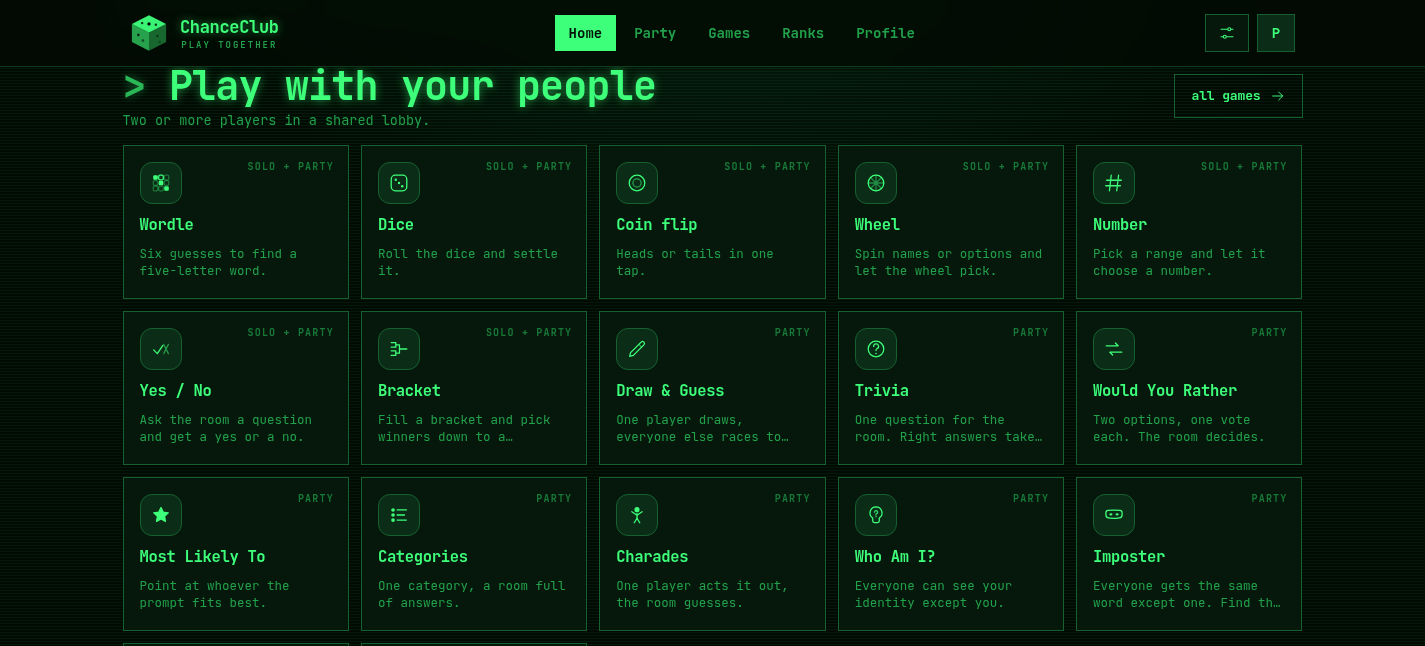 ChanceClub
PLAY TOGETHER
Home
Party
Games
Ranks
Profile
P
> Play with your people
Two or more players in a shared lobby.
all games →
SOLO + PARTY
Wordle
Six guesses to find a
five-letter word.
SOLO + PARTY
Dice
Roll the dice and settle
it.
SOLO + PARTY
Coin flip
Heads or tails in one
tap.
SOLO + PARTY
Wheel
Spin names or options and
let the wheel pick.
SOLO + PARTY
Number
Pick a range and let it
choose a number.
SOLO + PARTY
Yes / No
Ask the room a question
and get a yes or a no.
SOLO + PARTY
Bracket
Fill a bracket and pick
winners down to a…
PARTY
Draw & Guess
One player draws,
everyone else races to…
PARTY
Trivia
One question for the
room. Right answers take…
PARTY
Would You Rather
Two options, one vote
each. The room decides.
PARTY
Most Likely To
Point at whoever the
prompt fits best.
PARTY
Categories
One category, a room full
of answers.
PARTY
Charades
One player acts it out,
the room guesses.
PARTY
Who Am I?
Everyone can see your
identity except you.
PARTY
Imposter
Everyone gets the same
word except one. Find th…